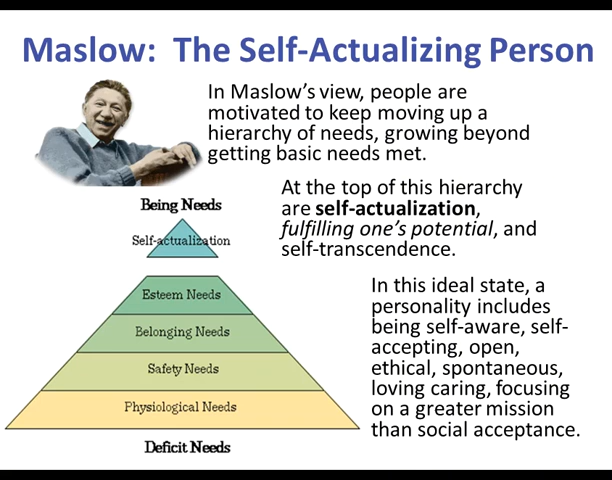 Maslow: The Self-Actualizing Person
In Maslow's view, people are
motivated to keep moving up a
hierarchy of needs, growing beyond
getting basic needs met.
At the top of this hierarchy
are self-actualization,
fulfilling one's potential, and
self-transcendence.
Being Needs
Self-actualization
Esteem Needs
Belonging Needs
Safety Needs
Physiological Needs
Deficit Needs
In this ideal state, a
personality includes
being self-aware, self-
accepting, open,
ethical, spontaneous,
loving caring, focusing
on a greater mission
than social acceptance.